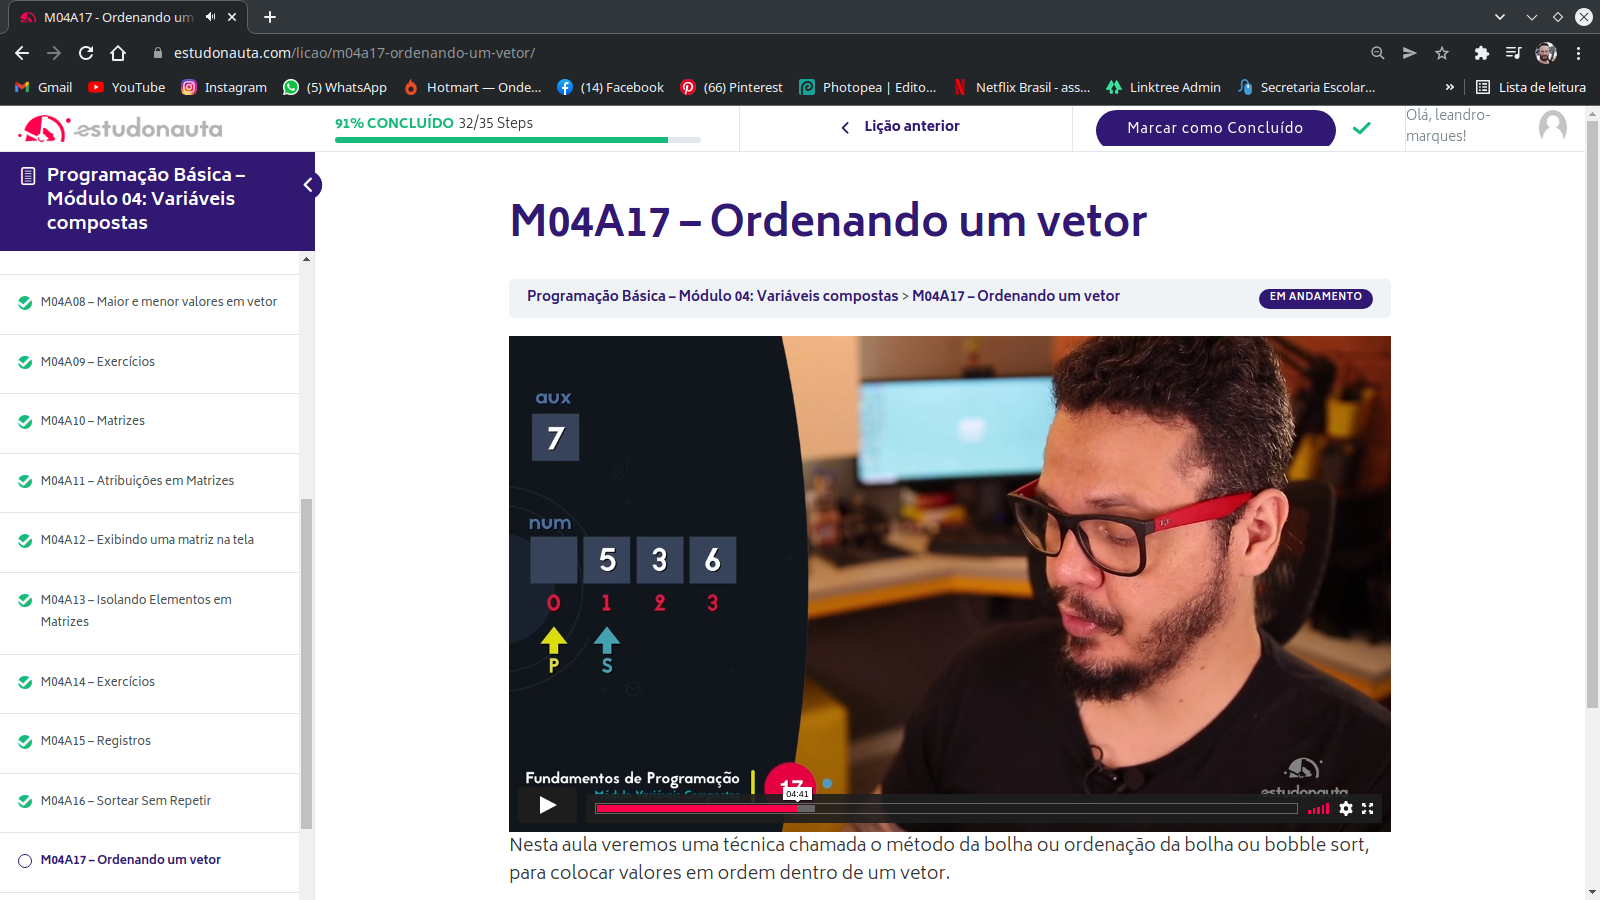 M04A17 - Ordenando um
estudonauta.com/licao/m04a17-ordenando-um-vetor/
Gmail YouTube Instagram (5) WhatsApp Hotmart — Onde... (14) Facebook (66) Pinterest Photopea | Edito... Netflix Brasil - ass... Linktree Admin Secretaria Escolar... » Lista de leitura
estudonauta
91% CONCLUÍDO 32/35 Steps
Lição anterior
Marcar como Concluído
Olá, leandro-
marques!
Programação Básica –
Módulo 04: Variáveis
compostas
M04A08 – Maior e menor valores em vetor
M04A09 – Exercícios
M04A10 – Matrizes
M04A11 – Atribuições em Matrizes
M04A12 – Exibindo uma matriz na tela
M04A13 – Isolando Elementos em
Matrizes
M04A14 – Exercícios
M04A15 – Registros
M04A16 – Sortear Sem Repetir
M04A17 – Ordenando um vetor
M04A17 – Ordenando um vetor
Programação Básica – Módulo 04: Variáveis compostas > M04A17 – Ordenando um vetor
EM ANDAMENTO
aux
7
num
5 3 6
0 1 2 3
P S
Fundamentos de Programação
Módulo Variáveis Compostas
17
estudonauta
04:41
Nesta aula veremos uma técnica chamada o método da bolha ou ordenação da bolha ou bobble sort,
para colocar valores em ordem dentro de um vetor.